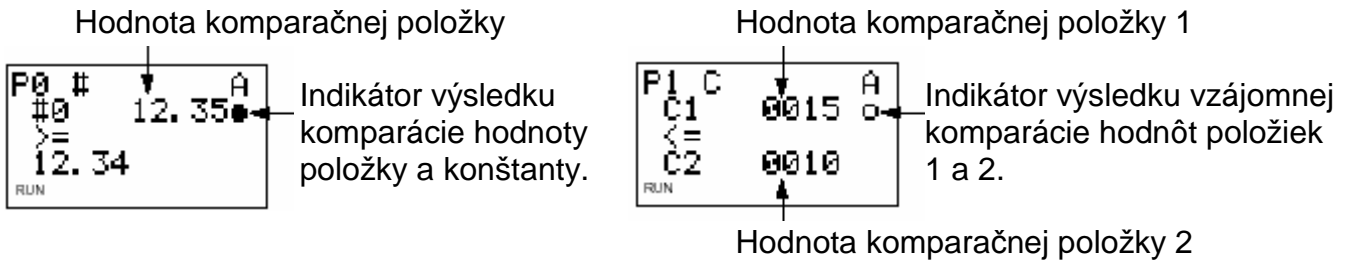 Hodnota komparačnej položky
P0 # A
#0 12.35
>=
12.34
RUN
Indikátor výsledku
komparácie hodnoty
položky a konštanty.
Hodnota komparačnej položky 1
P1 C A
C1 0015
<=
C2 0010
RUN
Indikátor výsledku vzájomnej
komparácie hodnôt položiek
1 a 2.
Hodnota komparačnej položky 2